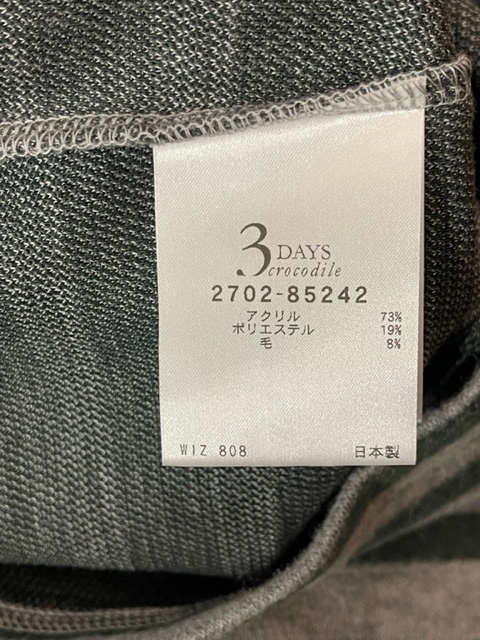 3 DAYS
crocodile
2702-85242
アクリル 73%
ポリエステル 19%
毛 8%
WIZ 808 日本製